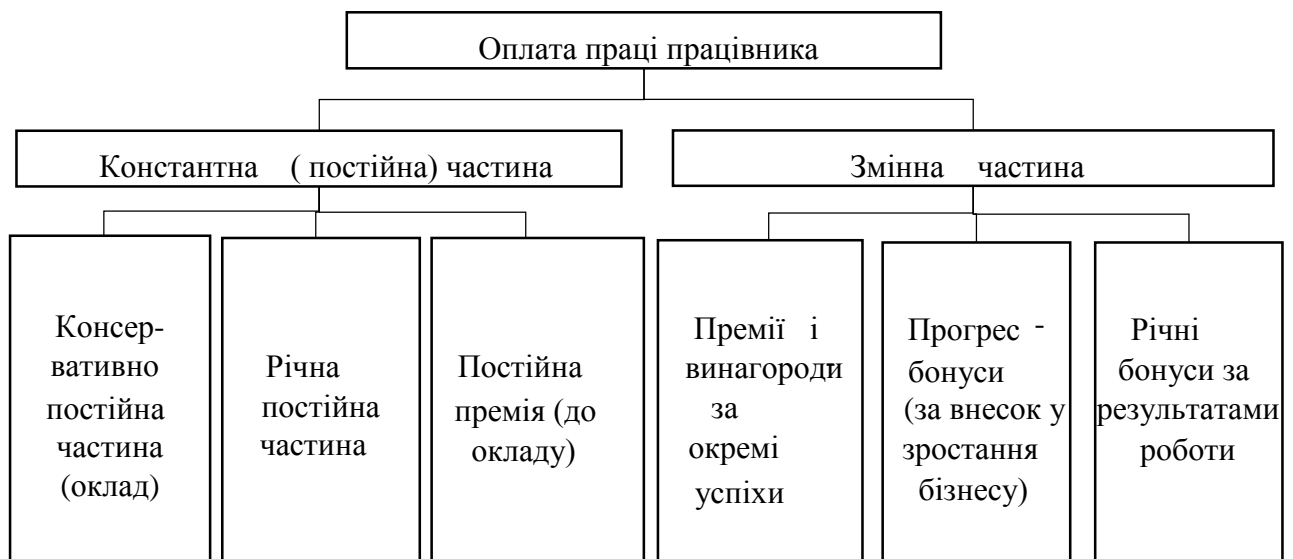 Оплата праці працівника
Константна ( постійна) частина
Змінна частина
Консер-
вативно
постійна
частина
(оклад)
Річна
постійна
частина
Постійна
премія (до
окладу)
Премії і
винагороди
за
окремі
успіхи
Прогрес -
бонуси
(за внесок у
зростання
бізнесу)
Річні
бонуси за
результатами
роботи